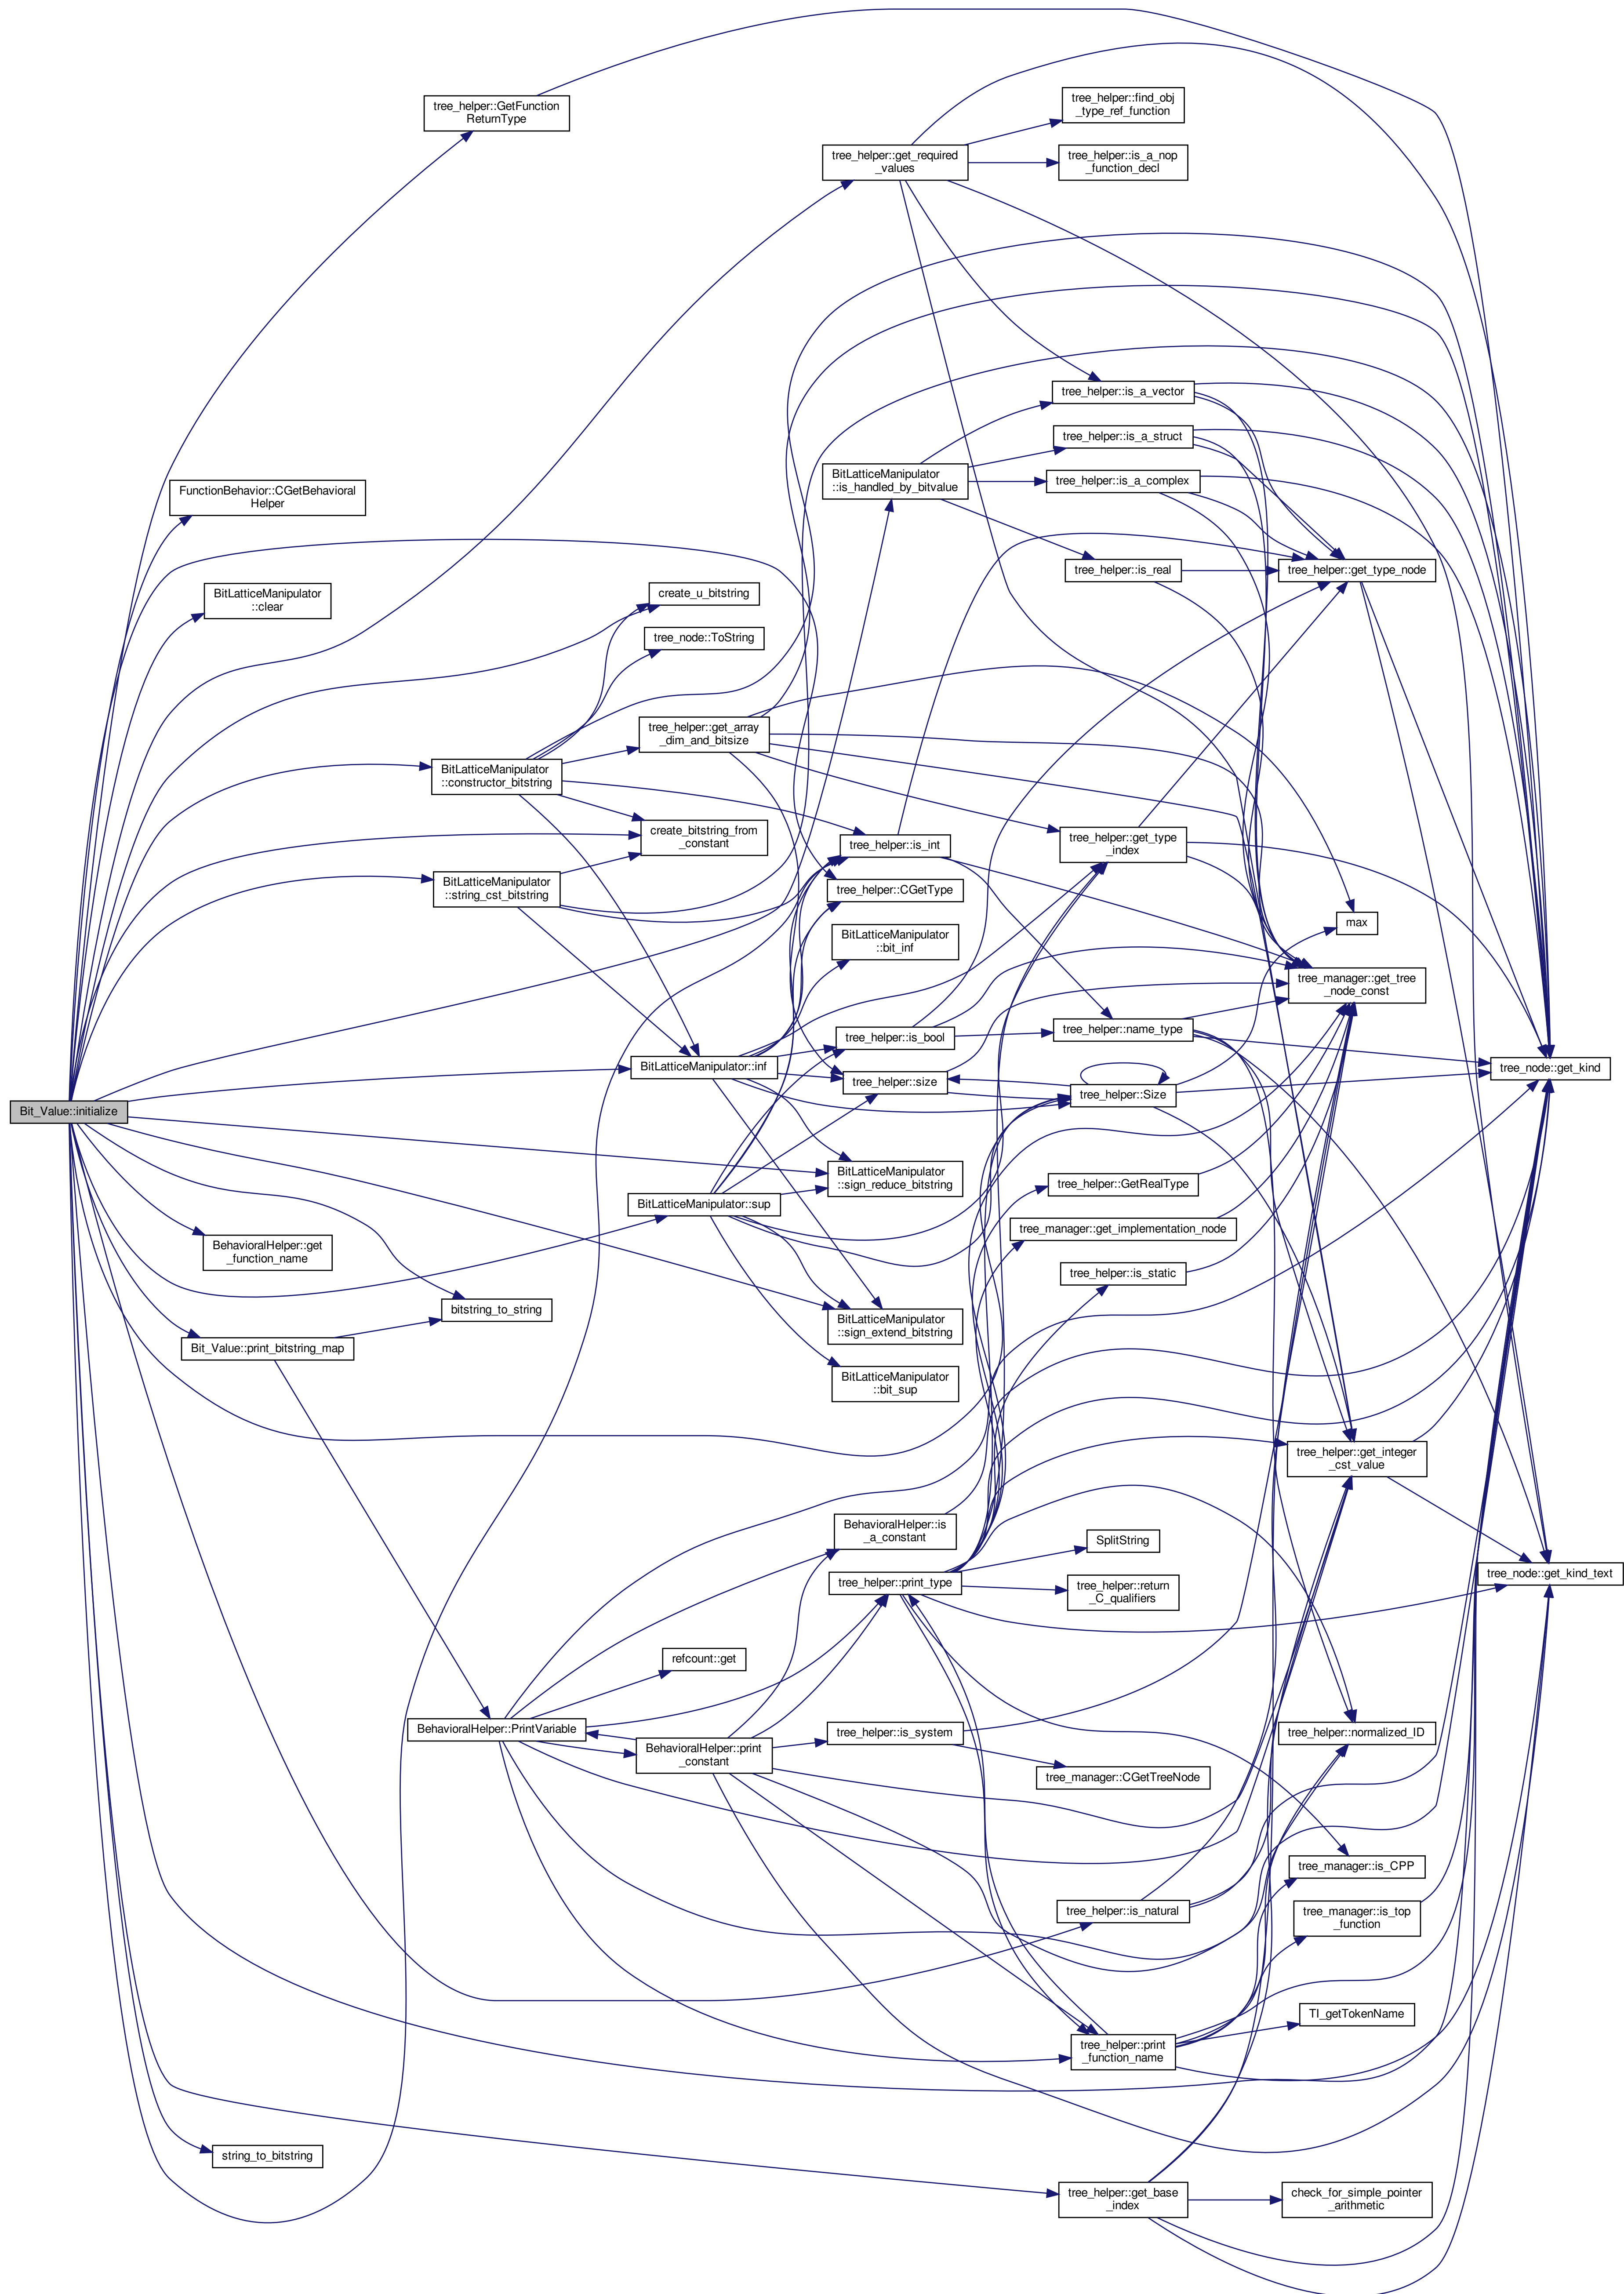 tree_helper::GetFunction
ReturnType
tree_helper::find_obj
_type_ref_function
tree_helper::get_required
_values
tree_helper::is_a_nop
_function_decl
tree_helper::is_a_vector
tree_helper::is_a_struct
BitLatticeManipulator
::is_handled_by_bitvalue
tree_helper::is_a_complex
FunctionBehavior::CGetBehavioral
Helper
tree_helper::is_real
tree_helper::get_type_node
BitLatticeManipulator
::clear
create_u_bitstring
tree_node::ToString
tree_helper::get_array
_dim_and_bitsize
BitLatticeManipulator
::constructor_bitstring
create_bitstring_from
_constant
tree_helper::is_int
tree_helper::get_type
_index
BitLatticeManipulator
::string_cst_bitstring
tree_helper::CGetType
max
BitLatticeManipulator
::bit_inf
tree_manager::get_tree
_node_const
tree_helper::is_bool
tree_helper::name_type
BitLatticeManipulator::inf
tree_helper::size
tree_helper::Size
tree_node::get_kind
Bit_Value::initialize
BitLatticeManipulator
::sign_reduce_bitstring
tree_helper::GetRealType
BitLatticeManipulator::sup
tree_manager::get_implementation_node
BehavioralHelper::get
_function_name
tree_helper::is_static
bitstring_to_string
BitLatticeManipulator
::sign_extend_bitstring
Bit_Value::print_bitstring_map
BitLatticeManipulator
::bit_sup
tree_helper::get_integer
_cst_value
BehavioralHelper::is
_a_constant
SplitString
tree_helper::print_type
tree_helper::return
_C_qualifiers
tree_node::get_kind_text
refcount::get
BehavioralHelper::PrintVariable
BehavioralHelper::print
_constant
tree_helper::is_system
tree_helper::normalized_ID
tree_manager::CGetTreeNode
tree_manager::is_CPP
tree_helper::is_natural
tree_manager::is_top
_function
TI_getTokenName
tree_helper::print
_function_name
string_to_bitstring
tree_helper::get_base
_index
check_for_simple_pointer
_arithmetic